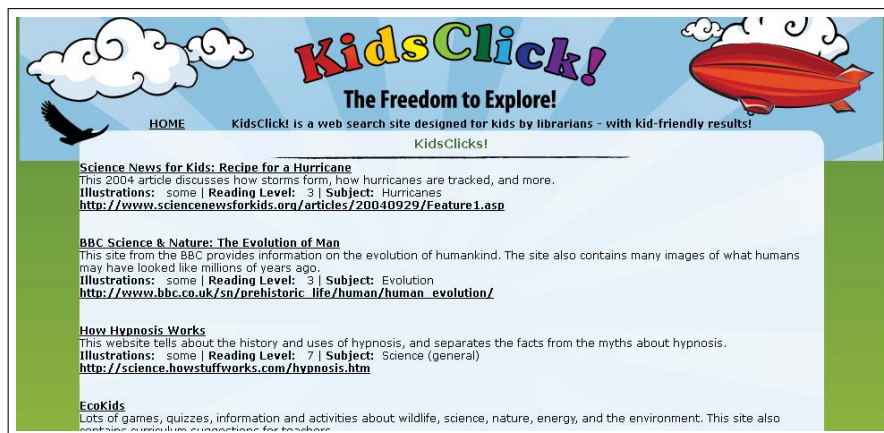 KidsClick!
The Freedom to Explore!
HOME KidsClick! is a web search site designed for kids by librarians - with kid-friendly results!
KidsClicks!
Science News for Kids: Recipe for a Hurricane
This 2004 article discusses how storms form, how hurricanes are tracked, and more.
Illustrations: some | Reading Level: 3 | Subject: Hurricanes
http://www.sciencenewsforkids.org/articles/20040929/Feature1.asp
BBC Science & Nature: The Evolution of Man
This site from the BBC provides information on the evolution of humankind. The site also contains many images of what humans
may have looked like millions of years ago.
Illustrations: some | Reading Level: 3 | Subject: Evolution
http://www.bbc.co.uk/sn/prehistoric_life/human/human_evolution/
How Hypnosis Works
This website tells about the history and uses of hypnosis, and separates the facts from the myths about hypnosis.
Illustrations: some | Reading Level: 7 | Subject: Science (general)
http://science.howstuffworks.com/hypnosis.htm
EcoKids
Lots of games, quizzes, information and activities about wildlife, science, nature, energy, and the environment. This site also
contains curriculum suggestions for teachers.